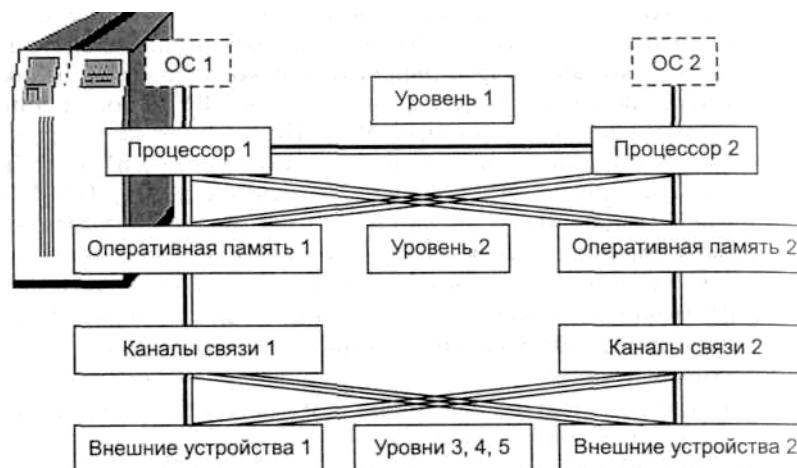 ОС 1
ОС 2
Уровень 1
Процессор 1
Процессор 2
Оперативная память 1
Уровень 2
Оперативная память 2
Каналы связи 1
Каналы связи 2
Внешние устройства 1
Уровни 3, 4, 5
Внешние устройства 2